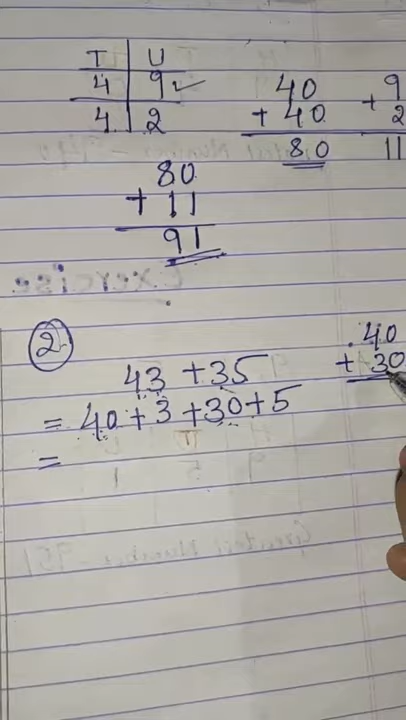 T | U
4 | 9 ✓
4 | 2
40
+ 40
80
9
+ 2
11
80
+ 11
91
(2) 43 + 35
= 40 + 3 + 30 + 5
=
40
+ 30